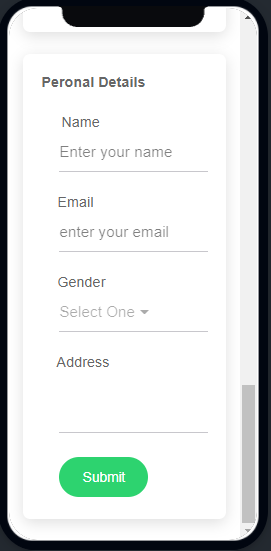 Peronal Details
Name
Enter your name
Email
enter your email
Gender
Select One
Address
Submit